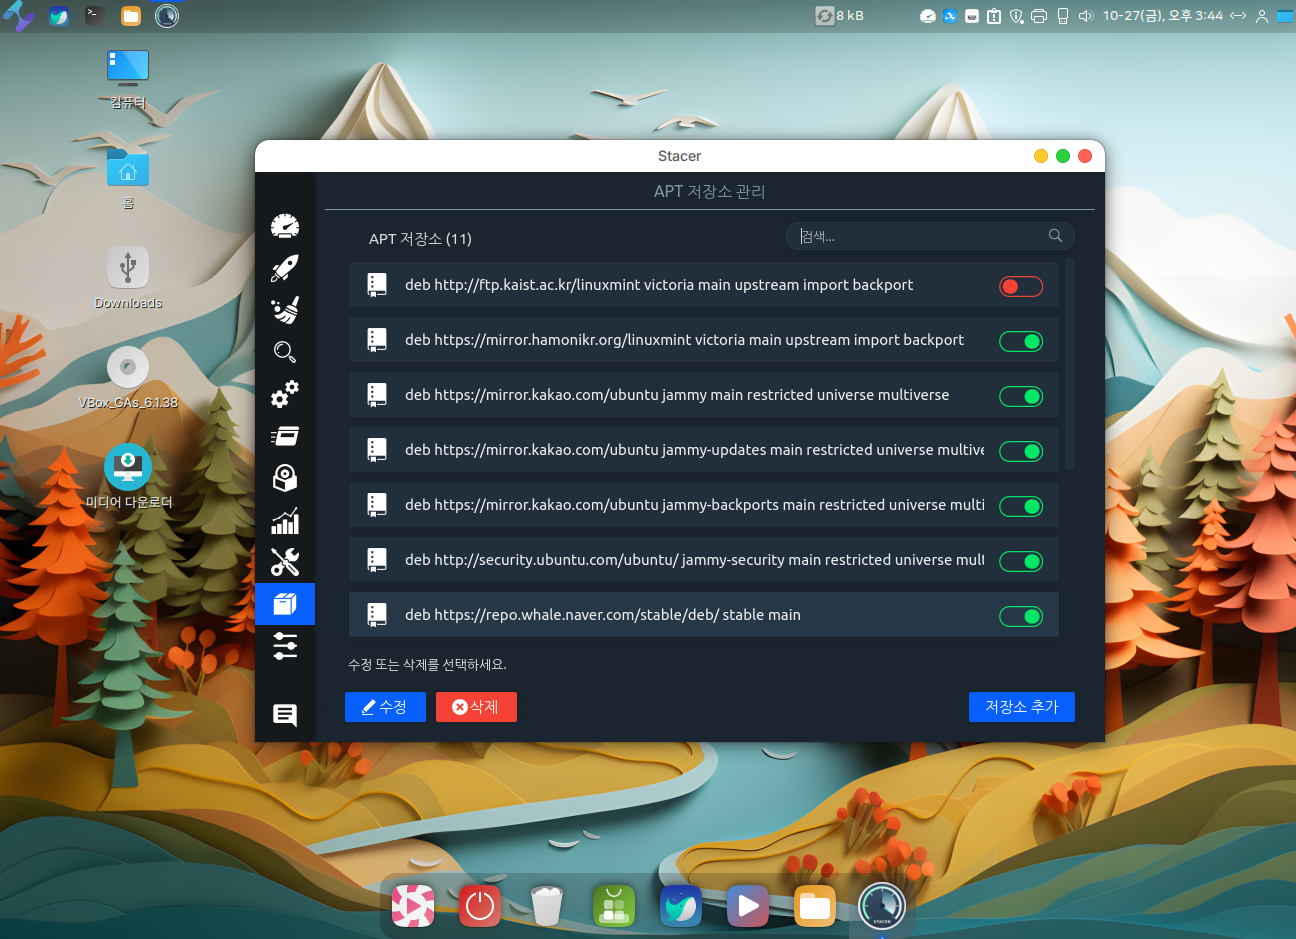 8 kB
10-27(금), 오후 3:44
컴퓨터
홈
Downloads
VBox_GAs_6.1.38
미디어 다운로더
Stacer
APT 저장소 관리
APT 저장소 (11)
검색...
deb http://ftp.kaist.ac.kr/linuxmint victoria main upstream import backport
deb https://mirror.hamonikr.org/linuxmint victoria main upstream import backport
deb https://mirror.kakao.com/ubuntu jammy main restricted universe multiverse
deb https://mirror.kakao.com/ubuntu jammy-updates main restricted universe multive
deb https://mirror.kakao.com/ubuntu jammy-backports main restricted universe multi
deb http://security.ubuntu.com/ubuntu/ jammy-security main restricted universe mult
deb https://repo.whale.naver.com/stable/deb/ stable main
수정 또는 삭제를 선택하세요.
수정
삭제
저장소 추가
STACER